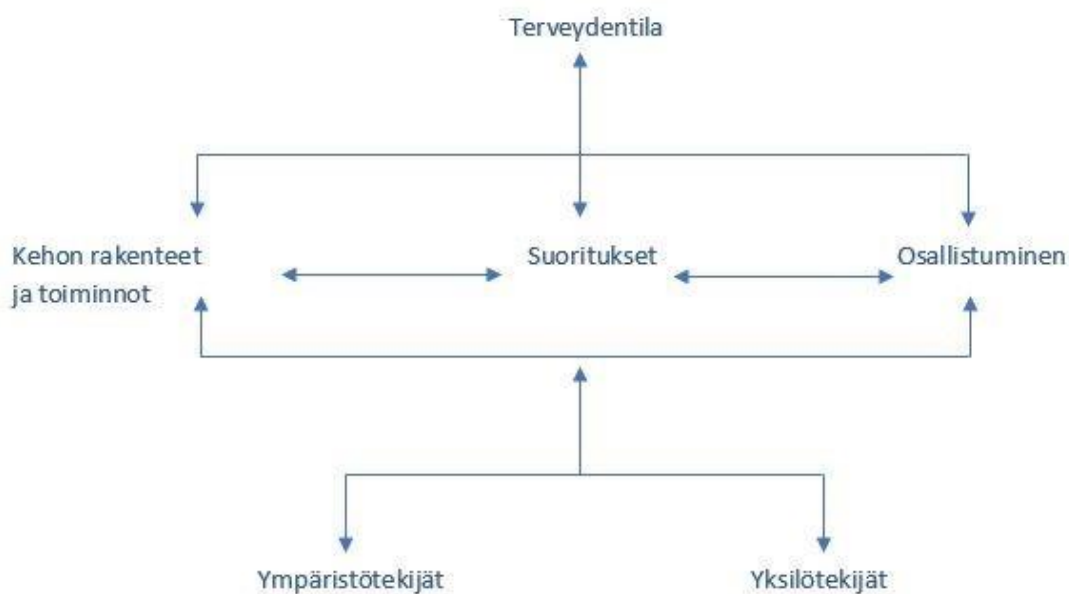 Terveydentila
Kehon rakenteet
ja toiminnot
Suoritukset
Osallistuminen
Ympäristötekijät
Yksilötekijät